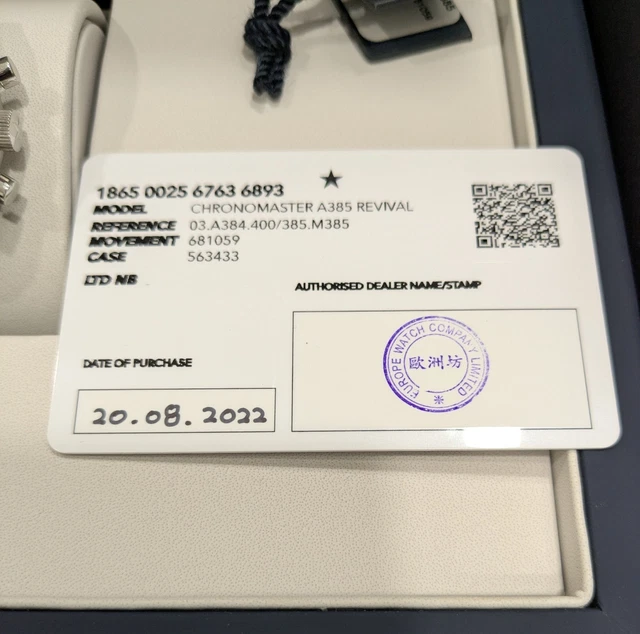 1865 0025 6763 6893
MODEL CHRONOMASTER A385 REVIVAL
REFERENCE 03.A384.400/385.M385
MOVEMENT 681059
CASE 563433
LTD NB
AUTHORISED DEALER NAME/STAMP
EUROPE WATCH COMPANY LIMITED
歐洲坊
DATE OF PURCHASE
20.08.2022